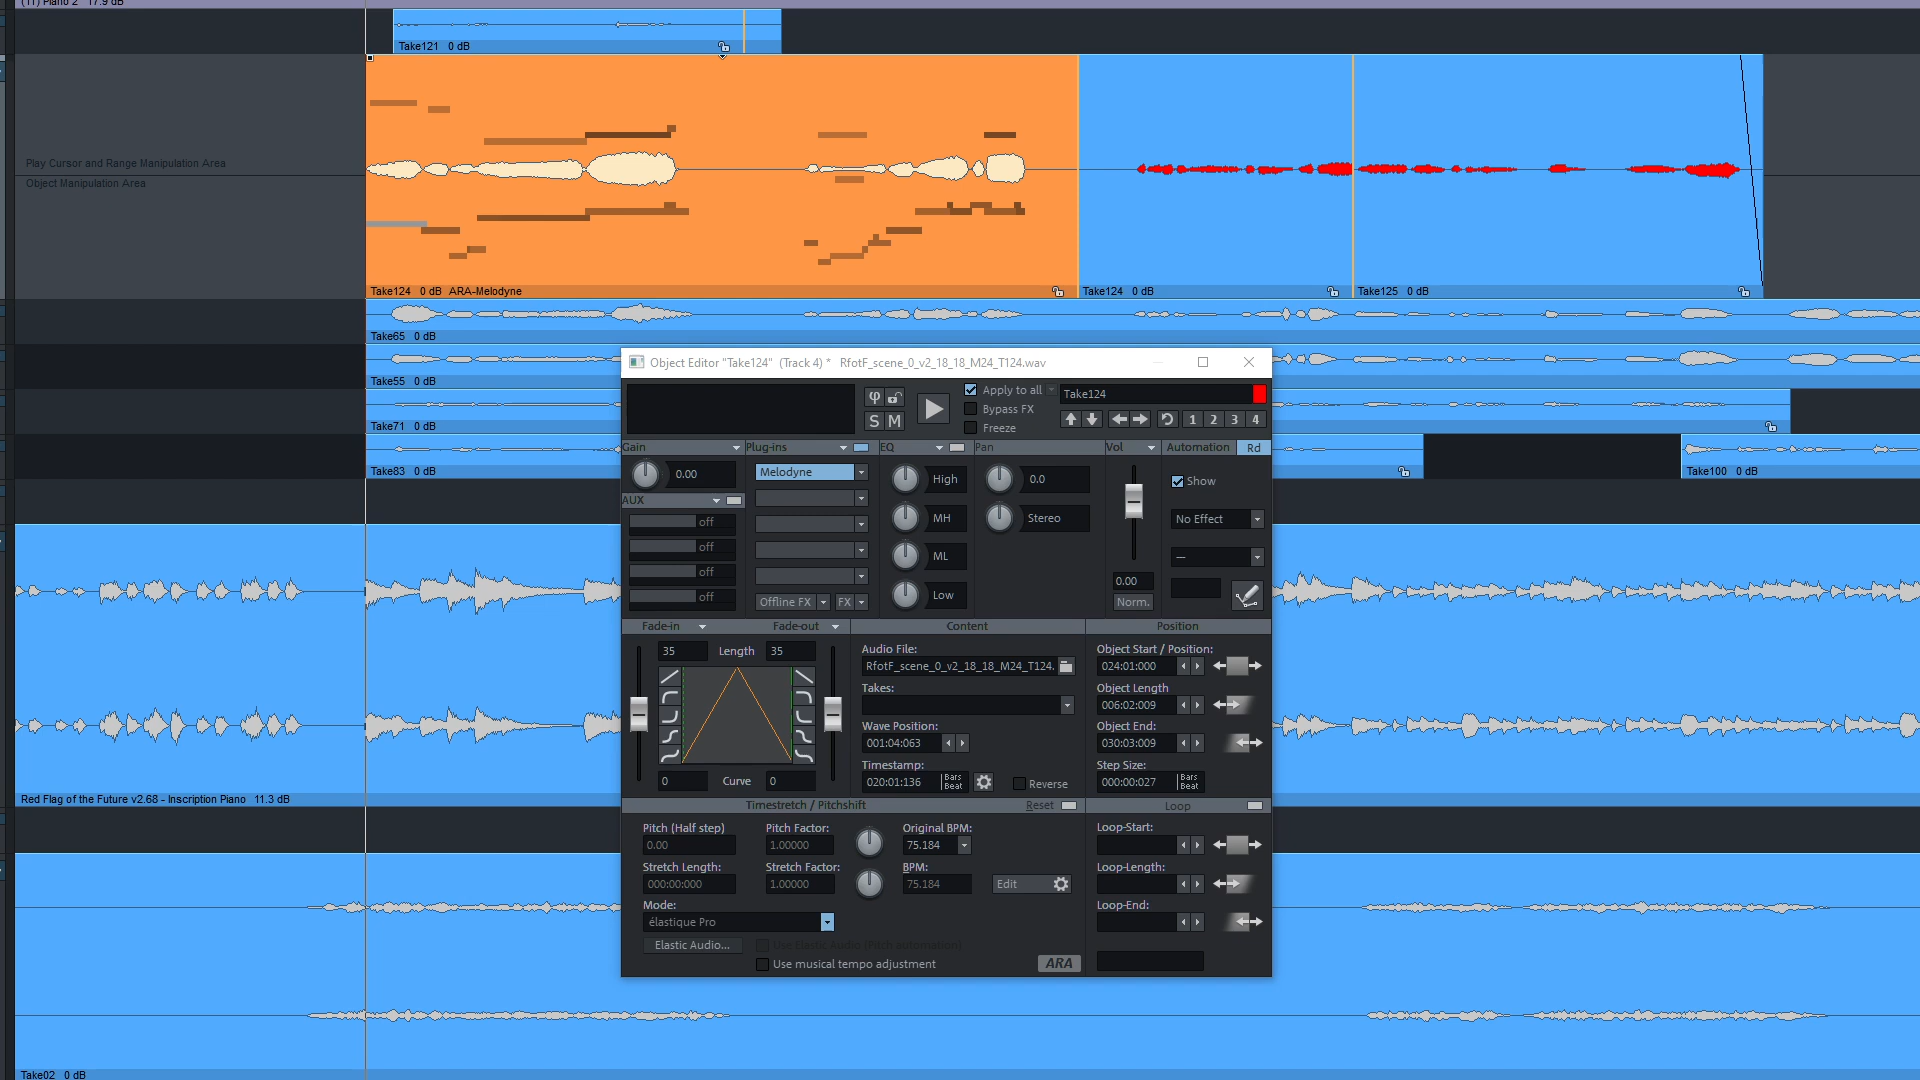 (11) Piano 2 17.9 dB
Take121 0 dB
Play Cursor and Range Manipulation Area
Object Manipulation Area
Take124 0 dB ARA-Melodyne
Take124 0 dB
Take125 0 dB
Take65 0 dB
Take55 0 dB
Take71 0 dB
Take83 0 dB
Take100 0 dB
Object Editor "Take124" (Track 4) * RfotF_scene_0_v2_18_18_M24_T124.wav
φ
S M
Apply to all
Bypass FX
Freeze
Take124
1 2 3 4
Gain
Plug-ins
EQ
Pan
Vol
Automation
Rd
0.00
Melodyne
High
0.0
Show
AUX
off
off
off
off
MH
Stereo
No Effect
ML
—
0.00
Low
Offline FX
FX
Norm.
Fade-in
Fade-out
Content
Position
35 Length 35
0 Curve 0
Audio File:
RfotF_scene_0_v2_18_18_M24_T124.
Takes:
Wave Position:
001:04:063
Timestamp:
020:01:136
Bars
Beat
Reverse
Object Start / Position:
024:01:000
Object Length
006:02:009
Object End:
030:03:009
Step Size:
000:00:027
Bars
Beat
Timestretch / Pitchshift
Reset
Loop
Pitch (Half step)
0.00
Pitch Factor:
1.00000
Original BPM:
75.184
Stretch Length:
000:00:000
Stretch Factor:
1.00000
BPM:
75.184
Edit
Mode:
élastique Pro
Elastic Audio...
Use Elastic Audio (Pitch automation)
Use musical tempo adjustment
ARA
Loop-Start:
Loop-Length:
Loop-End:
Red Flag of the Future v2.68 - Inscription Piano 11.3 dB
Take02 0 dB